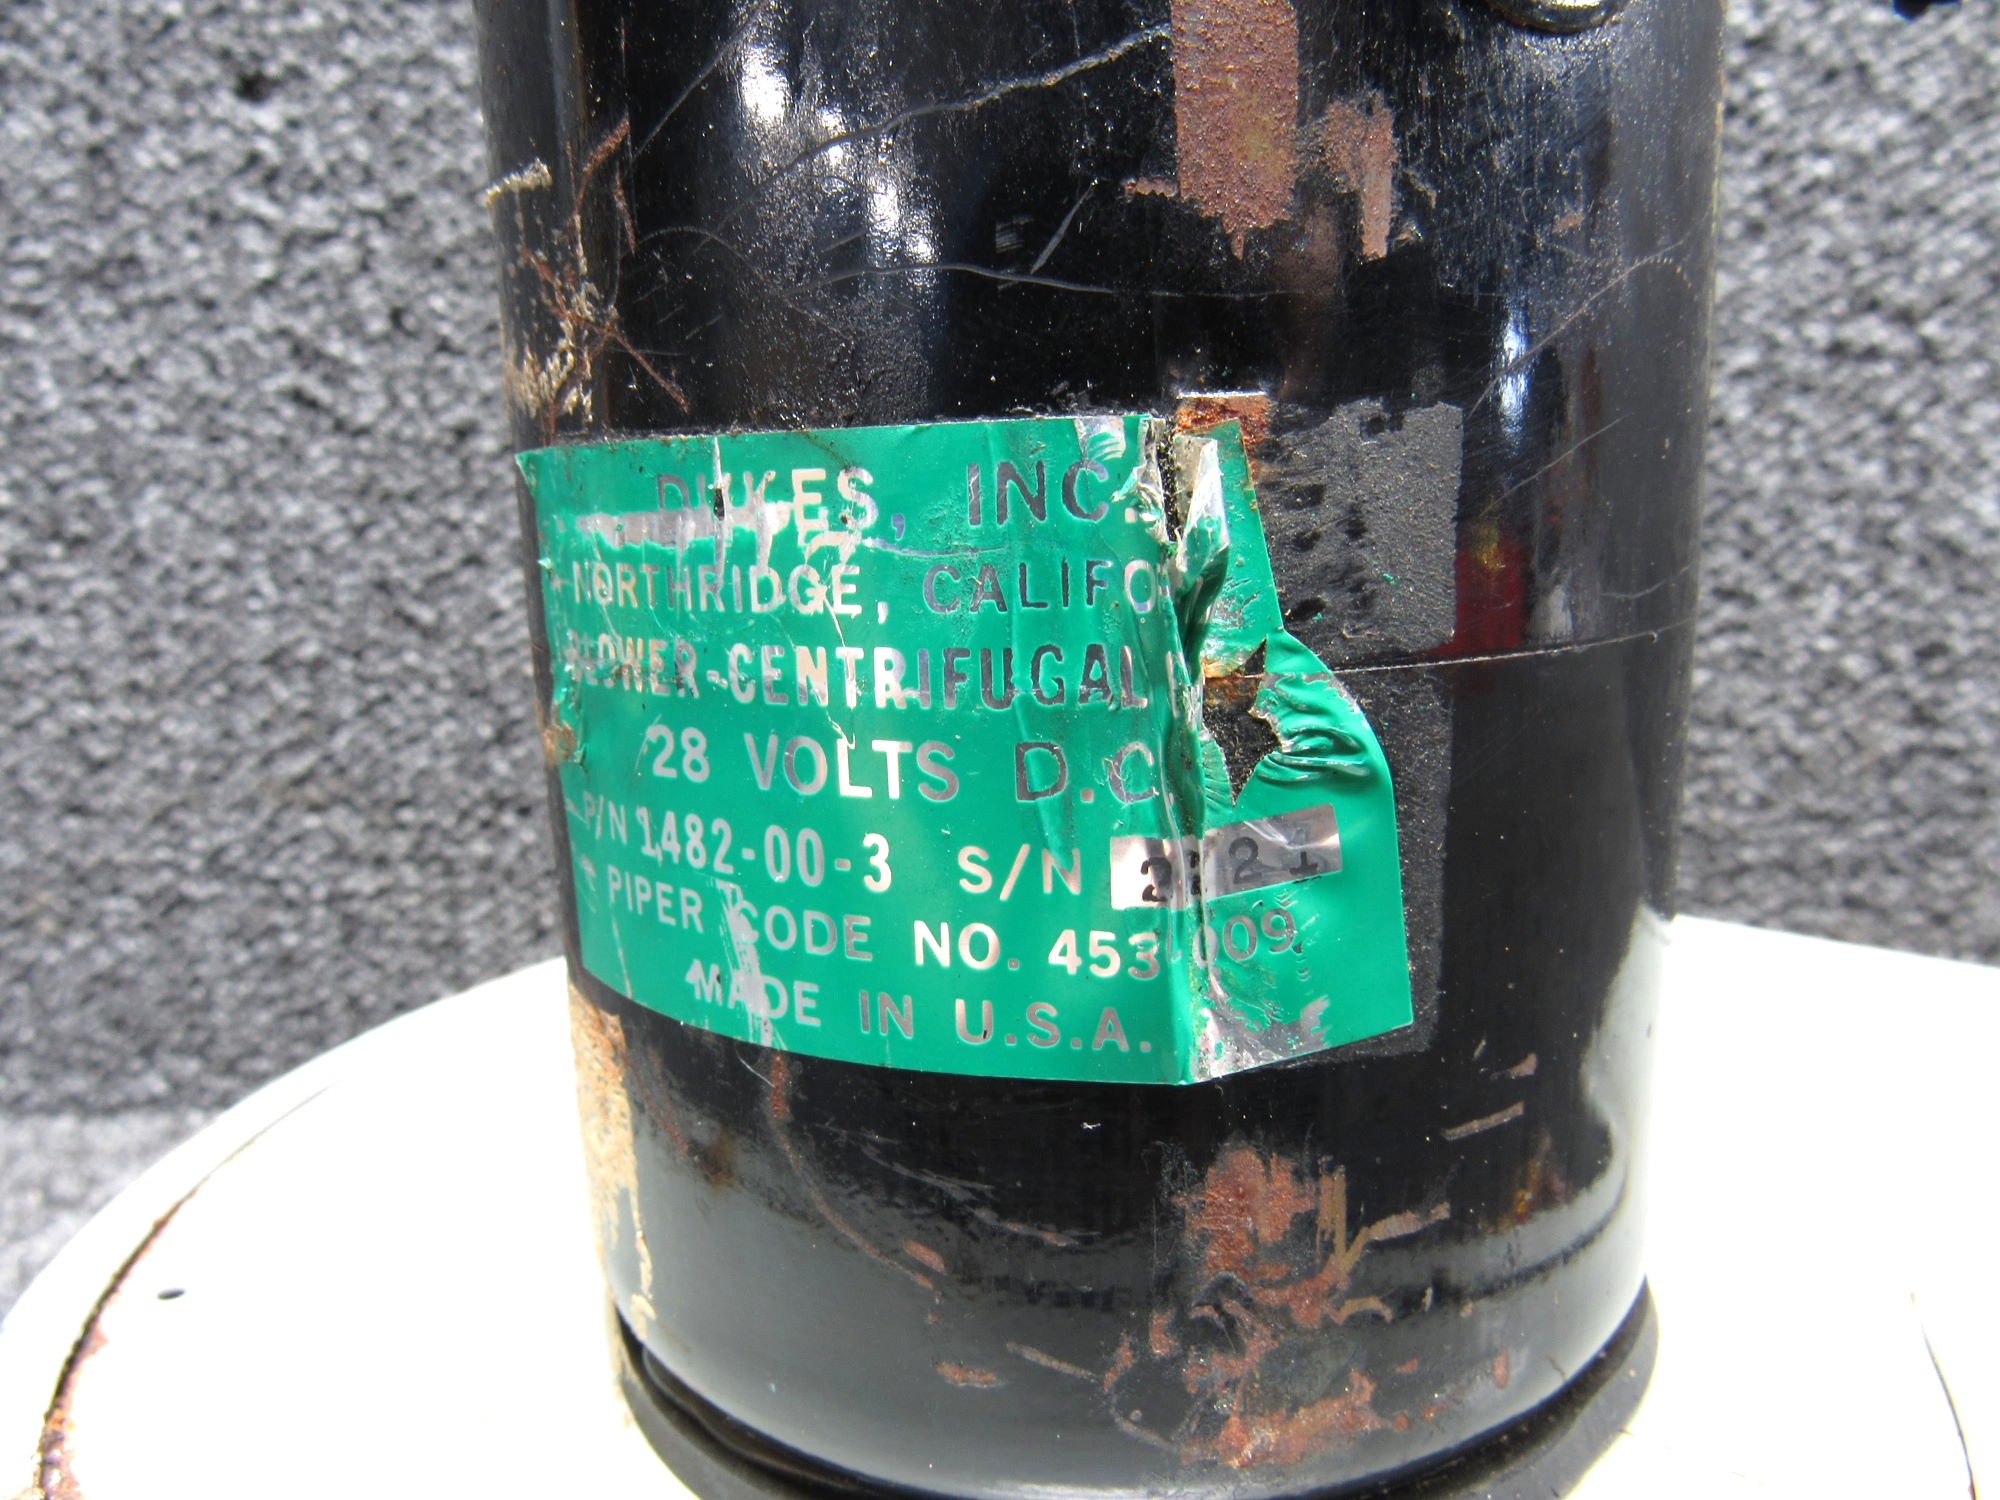 DUKES, INC.
NORTHRIDGE, CALIFO
BLOWER-CENTRIFUGAL
28 VOLTS D.C.
P/N 1482-00-3 S/N
PIPER CODE NO. 453 009
MADE IN U.S.A.